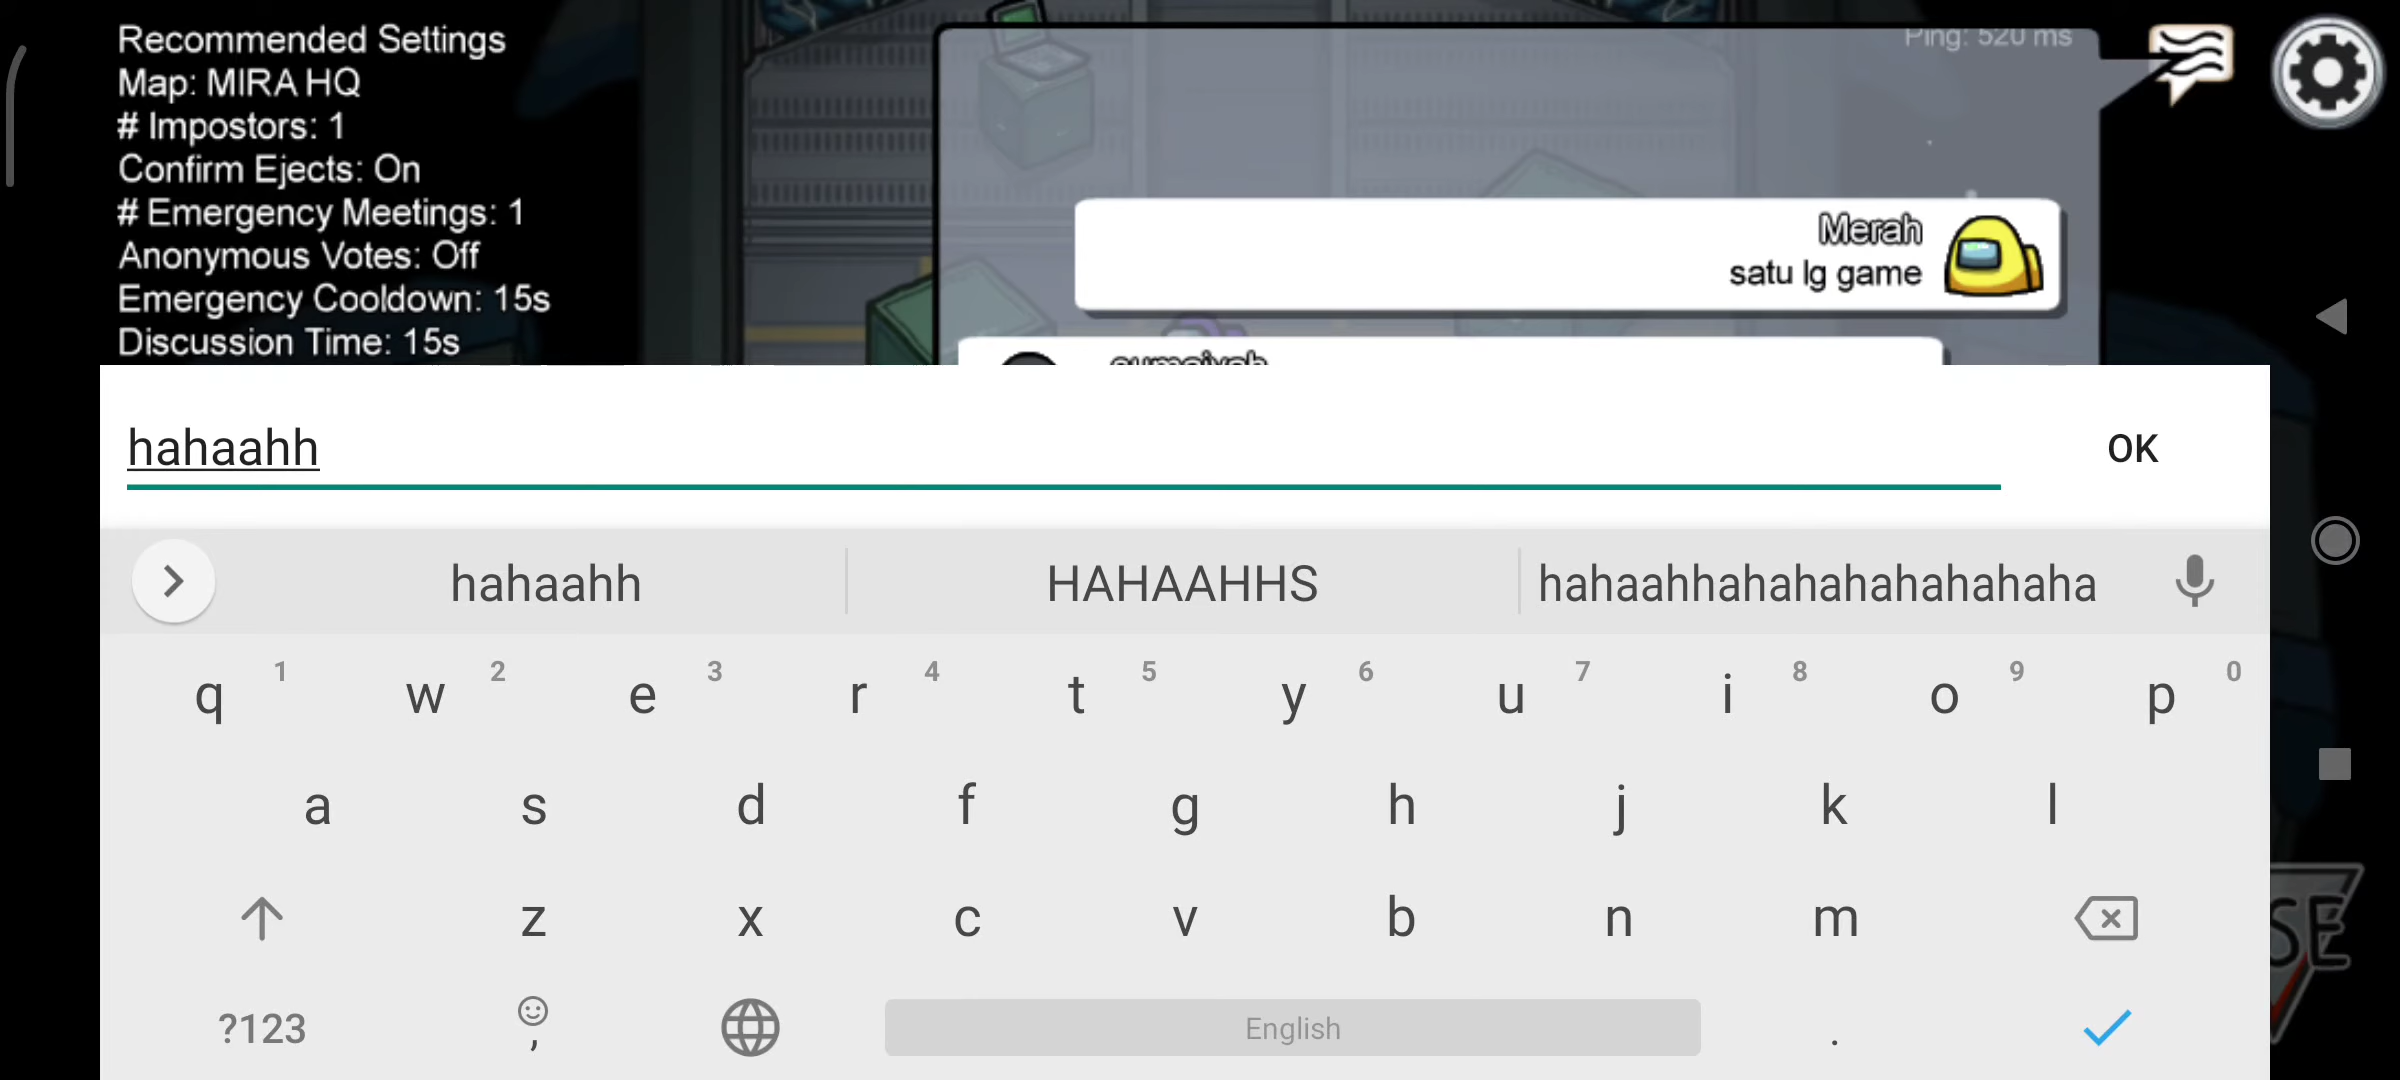 Recommended Settings
Map: MIRA HQ
# Impostors: 1
Confirm Ejects: On
# Emergency Meetings: 1
Anonymous Votes: Off
Emergency Cooldown: 15s
Discussion Time: 15s
Ping: 520 ms
Merah
satu lg game
hahaahh
OK
hahaahh
HAHAAHHS
hahaahhahahahahahahaha
q 1 w 2 e 3 r 4 t 5 y 6 u 7 i 8 o 9 p 0
a s d f g h j k l
z x c v b n m
?123 , English .